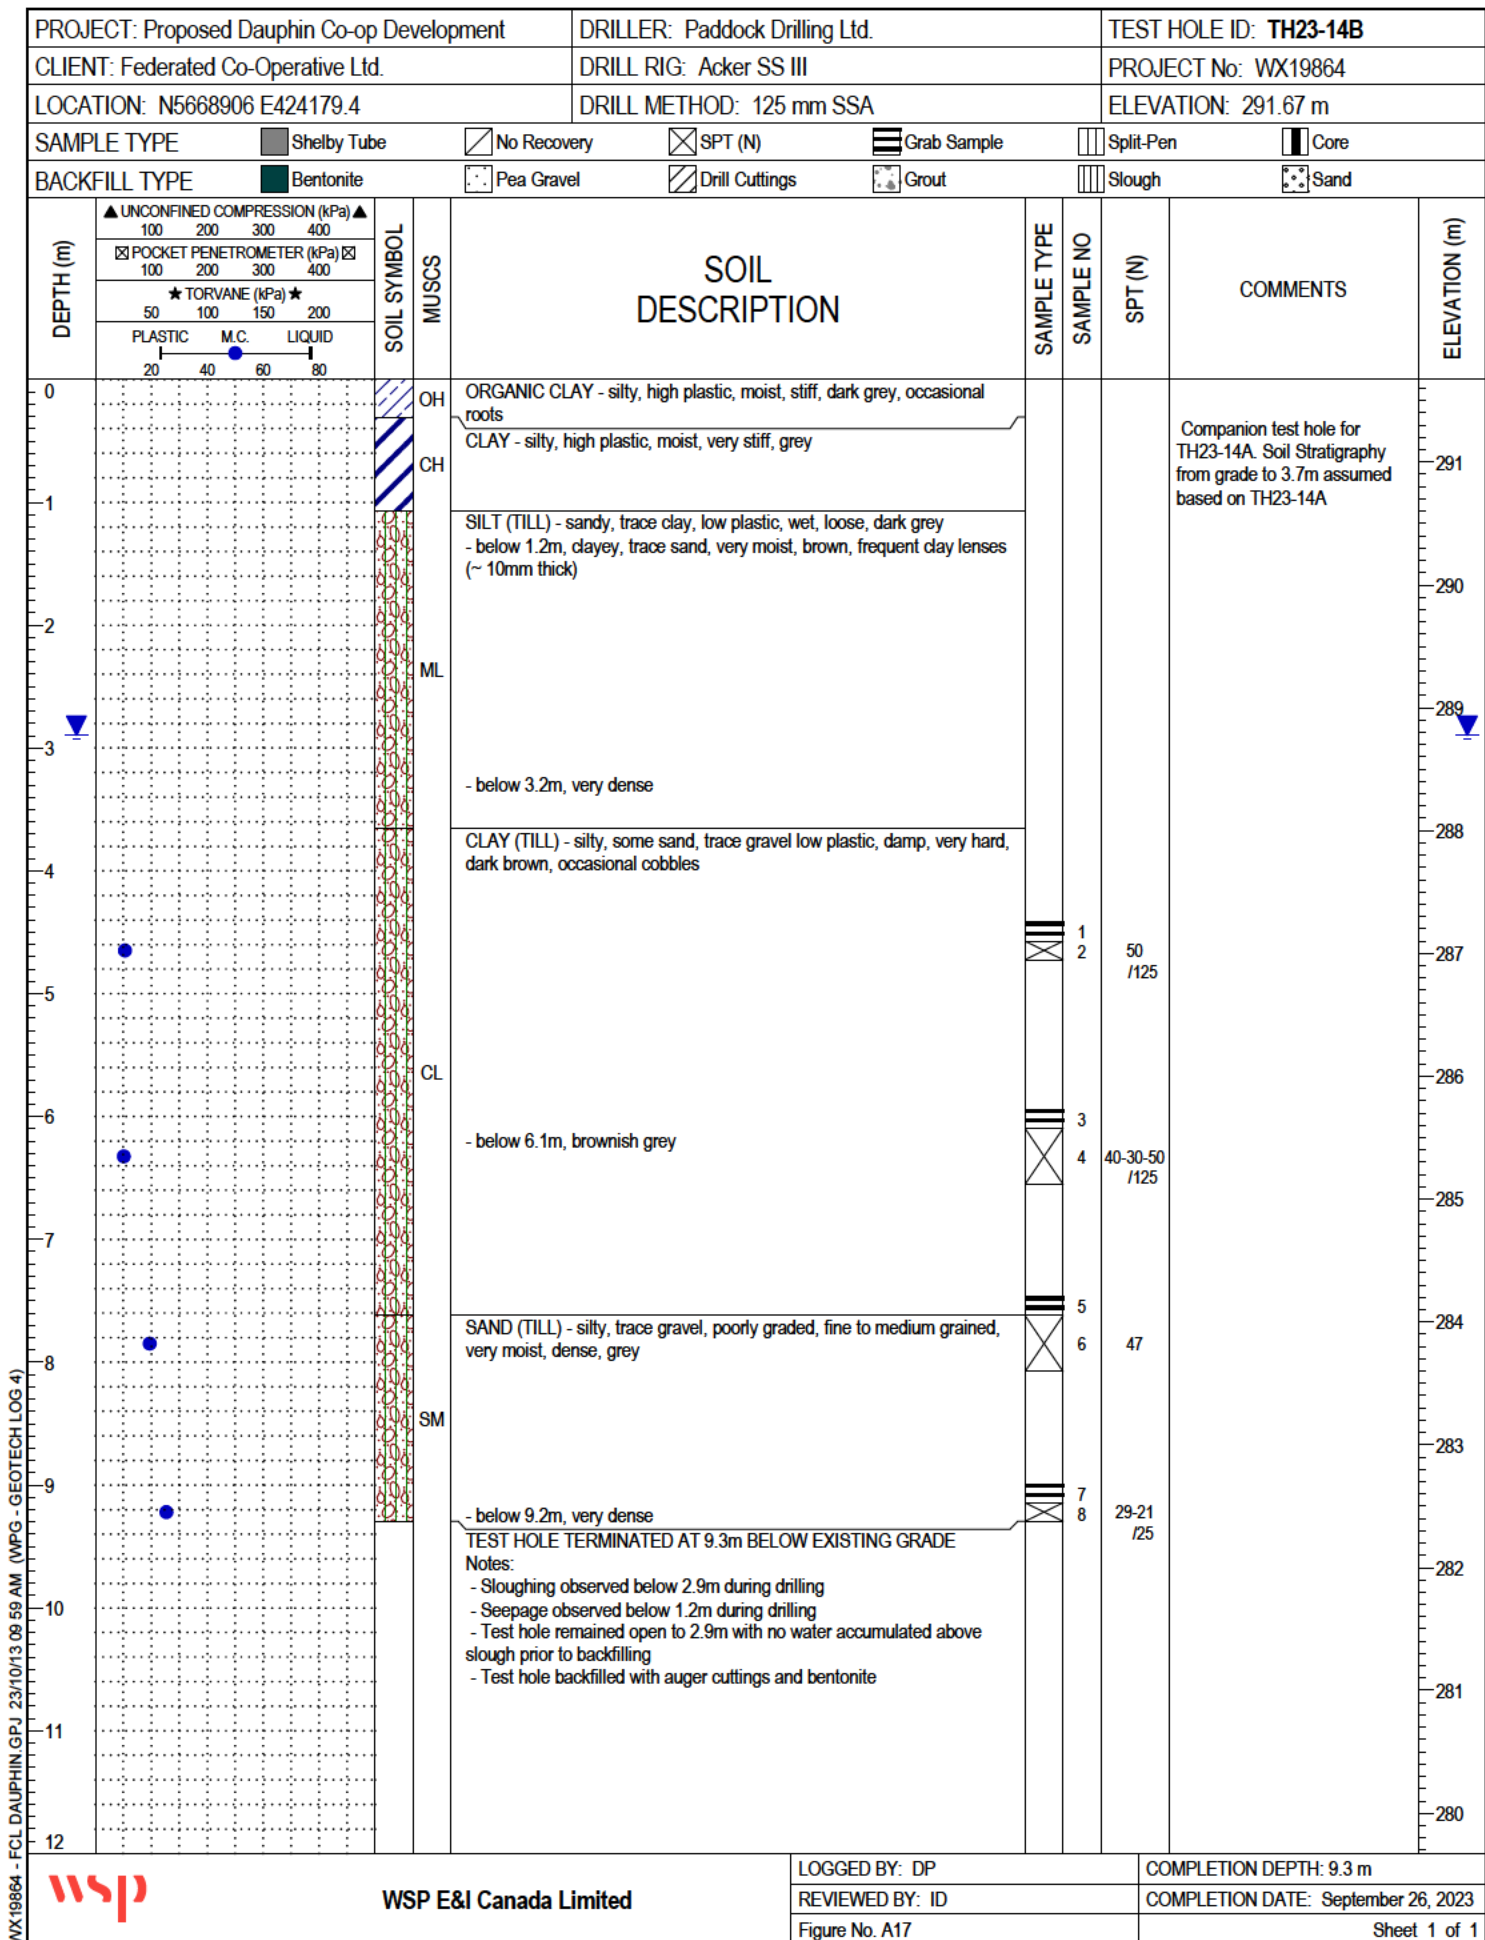 PROJECT: Proposed Dauphin Co-op Development
DRILLER: Paddock Drilling Ltd.
TEST HOLE ID: TH23-14B
CLIENT: Federated Co-Operative Ltd.
DRILL RIG: Acker SS III
PROJECT No: WX19864
LOCATION: N5668906 E424179.4
DRILL METHOD: 125 mm SSA
ELEVATION: 291.67 m
SAMPLE TYPE
Shelby Tube
No Recovery
SPT (N)
Grab Sample
Split-Pen
Core
BACKFILL TYPE
Bentonite
Pea Gravel
Drill Cuttings
Grout
Slough
Sand
DEPTH (m)
▲ UNCONFINED COMPRESSION (kPa) ▲
100 200 300 400
☒ POCKET PENETROMETER (kPa) ☒
100 200 300 400
★ TORVANE (kPa) ★
50 100 150 200
PLASTIC M.C. LIQUID
20 40 60 80
SOIL SYMBOL
MUSCS
SOIL
DESCRIPTION
SAMPLE TYPE
SAMPLE NO
SPT (N)
COMMENTS
ELEVATION (m)
0
1
2
3
4
5
6
7
8
9
10
11
12
OH
CH
ML
CL
SM
ORGANIC CLAY - silty, high plastic, moist, stiff, dark grey, occasional
roots
CLAY - silty, high plastic, moist, very stiff, grey
SILT (TILL) - sandy, trace clay, low plastic, wet, loose, dark grey
- below 1.2m, clayey, trace sand, very moist, brown, frequent clay lenses
(~ 10mm thick)
- below 3.2m, very dense
CLAY (TILL) - silty, some sand, trace gravel low plastic, damp, very hard,
dark brown, occasional cobbles
- below 6.1m, brownish grey
SAND (TILL) - silty, trace gravel, poorly graded, fine to medium grained,
very moist, dense, grey
- below 9.2m, very dense
TEST HOLE TERMINATED AT 9.3m BELOW EXISTING GRADE
Notes:
- Sloughing observed below 2.9m during drilling
- Seepage observed below 1.2m during drilling
- Test hole remained open to 2.9m with no water accumulated above
slough prior to backfilling
- Test hole backfilled with auger cuttings and bentonite
1
2
3
4
5
6
7
8
50
/125
40-30-50
/125
47
29-21
/25
Companion test hole for
TH23-14A. Soil Stratigraphy
from grade to 3.7m assumed
based on TH23-14A
291
290
289
288
287
286
285
284
283
282
281
280
WX19864 - FCL DAUPHIN.GPJ 23/10/13 09 59 AM (WPG - GEOTECH LOG 4)
wsp
WSP E&I Canada Limited
LOGGED BY: DP
COMPLETION DEPTH: 9.3 m
REVIEWED BY: ID
COMPLETION DATE: September 26, 2023
Figure No. A17
Sheet 1 of 1